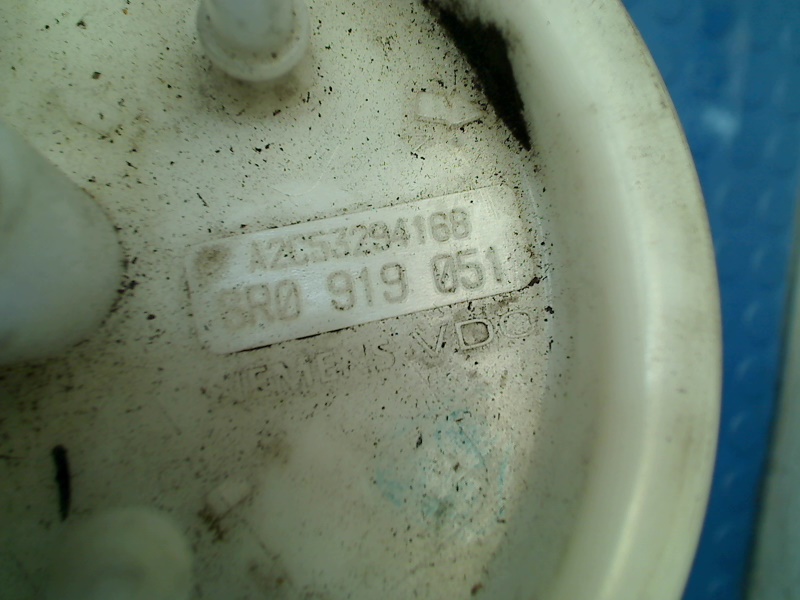 A2C53294168
6R0 919 051
SIEMENS VDO